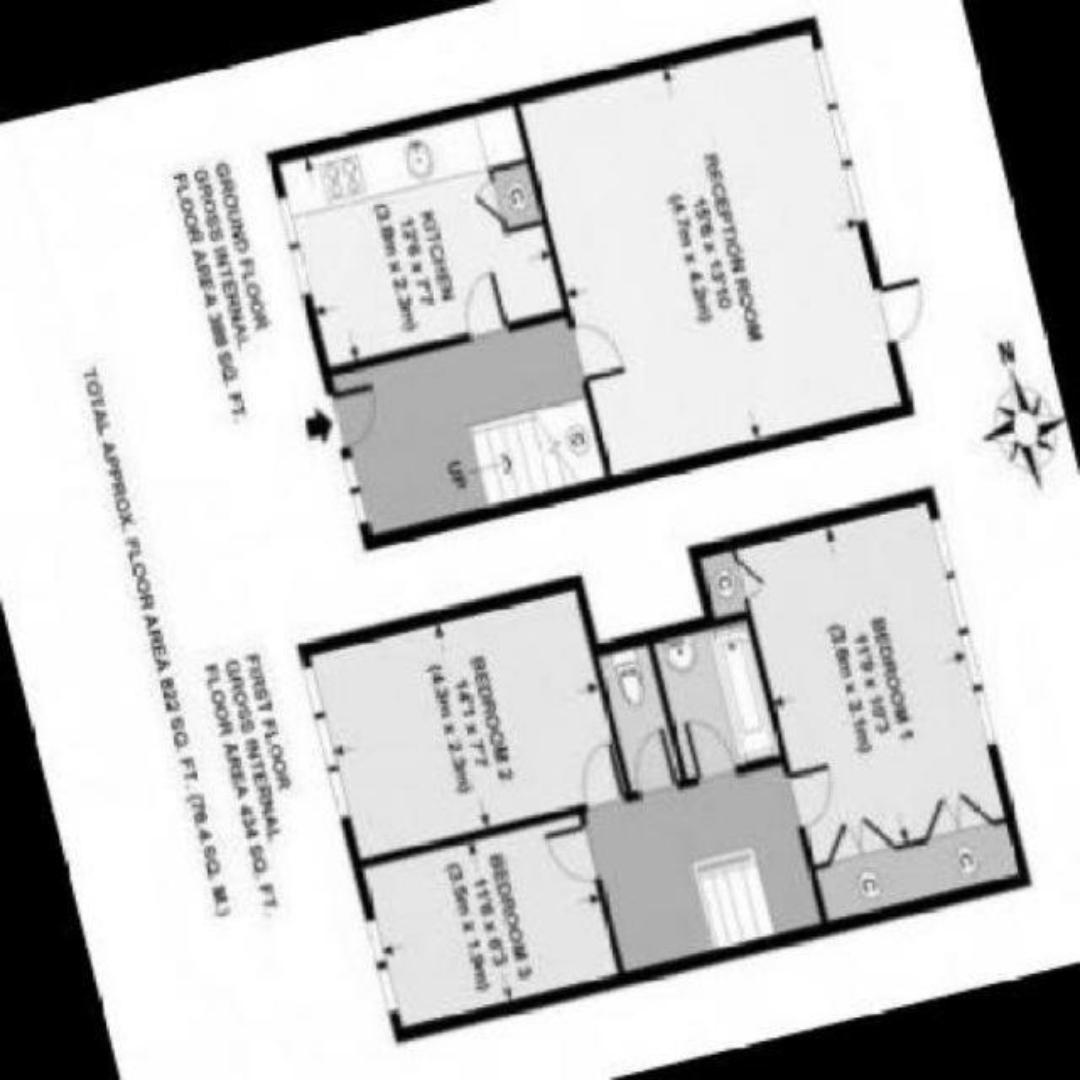 RECEPTION ROOM
15'6 x 13'10
(4.7m x 4.2m)
KITCHEN
12'6 x 7'7
(3.8m x 2.3m)
C
C
UP
GROUND FLOOR
GROSS INTERNAL
FLOOR AREA 388 SQ. FT.
N
BEDROOM 1
11'9 x 10'3
(3.6m x 3.1m)
C
C
C
BEDROOM 2
14'1 x 7'7
(4.3m x 2.3m)
BEDROOM 3
11'6 x 6'3
(3.5m x 1.9m)
FIRST FLOOR
GROSS INTERNAL
FLOOR AREA 434 SQ. FT.
TOTAL APPROX. FLOOR AREA 822 SQ. FT. (76.4 SQ. M.)